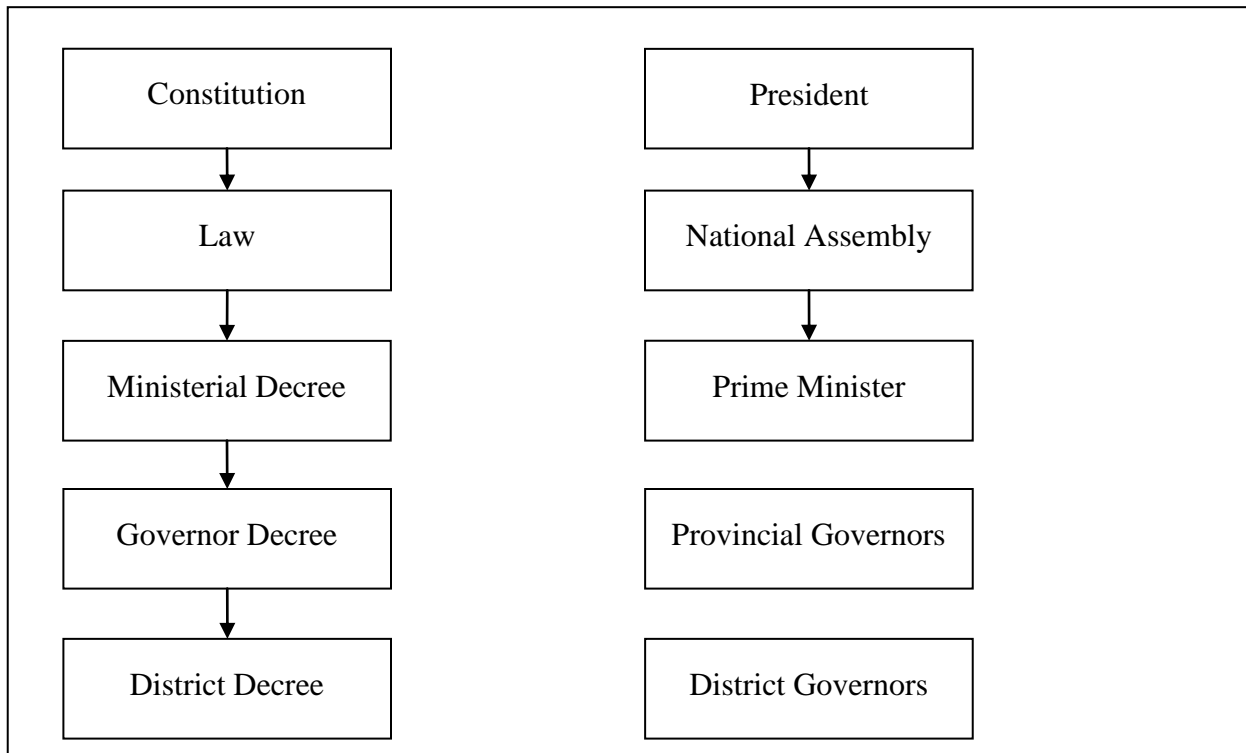 Constitution
Law
Ministerial Decree
Governor Decree
District Decree
President
National Assembly
Prime Minister
Provincial Governors
District Governors